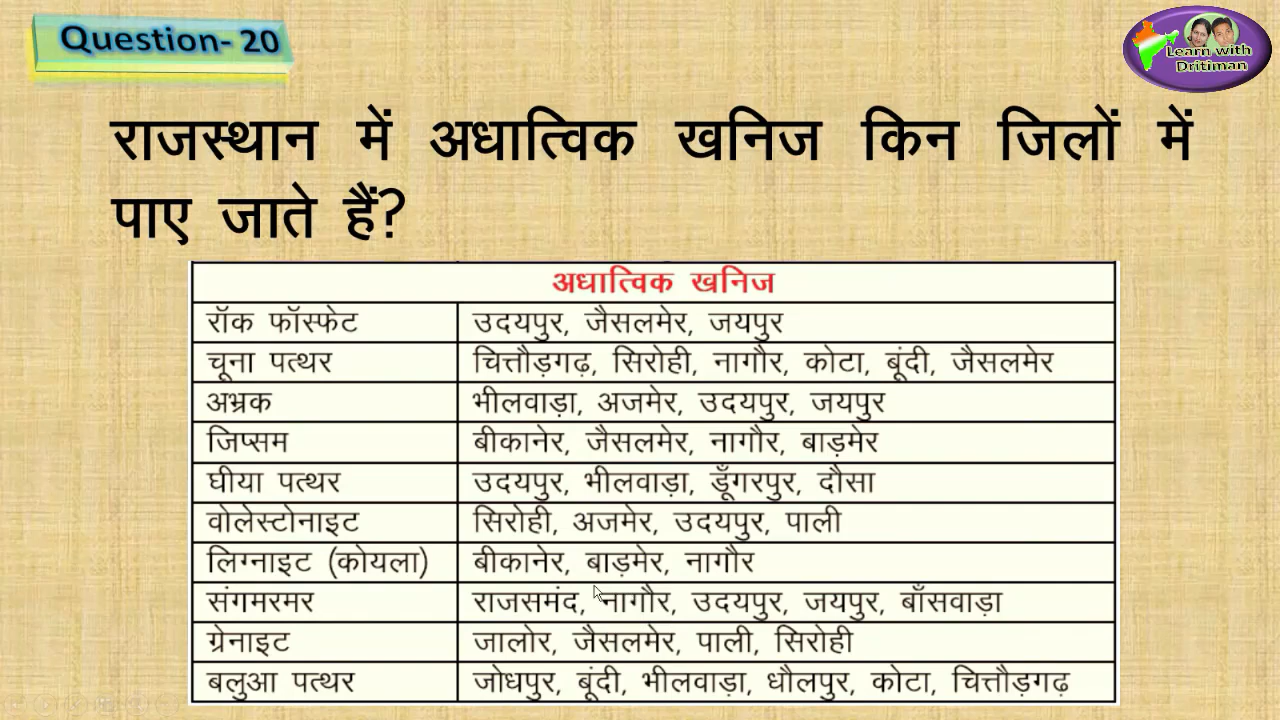 Question- 20
Learn with
Dritiman
राजस्थान में अधात्विक खनिज किन जिलों में
पाए जाते हैं?
अधात्विक खनिज
रॉक फॉस्फेट उदयपुर, जैसलमेर, जयपुर
चूना पत्थर चित्तौड़गढ़, सिरोही, नागौर, कोटा, बूंदी, जैसलमेर
अभ्रक भीलवाड़ा, अजमेर, उदयपुर, जयपुर
जिप्सम बीकानेर, जैसलमेर, नागौर, बाड़मेर
घीया पत्थर उदयपुर, भीलवाड़ा, डूँगरपुर, दौसा
वोलेस्टोनाइट सिरोही, अजमेर, उदयपुर, पाली
लिग्नाइट (कोयला) बीकानेर, बाड़मेर, नागौर
संगमरमर राजसमंद, नागौर, उदयपुर, जयपुर, बाँसवाड़ा
ग्रेनाइट जालोर, जैसलमेर, पाली, सिरोही
बलुआ पत्थर जोधपुर, बूंदी, भीलवाड़ा, धौलपुर, कोटा, चित्तौड़गढ़